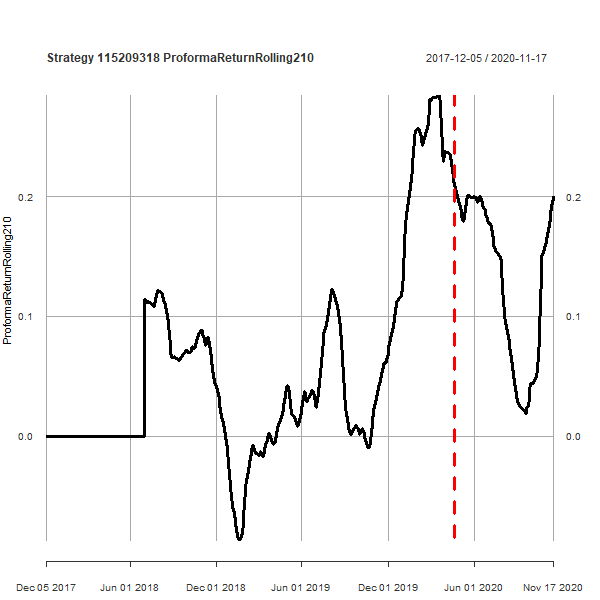 Strategy 115209318 ProformaReturnRolling210
2017-12-05 / 2020-11-17
ProformaReturnRolling210
0.2
0.2
0.1
0.1
0.0
0.0
Dec 05 2017
Jun 01 2018
Dec 01 2018
Jun 01 2019
Dec 01 2019
Jun 01 2020
Nov 17 2020